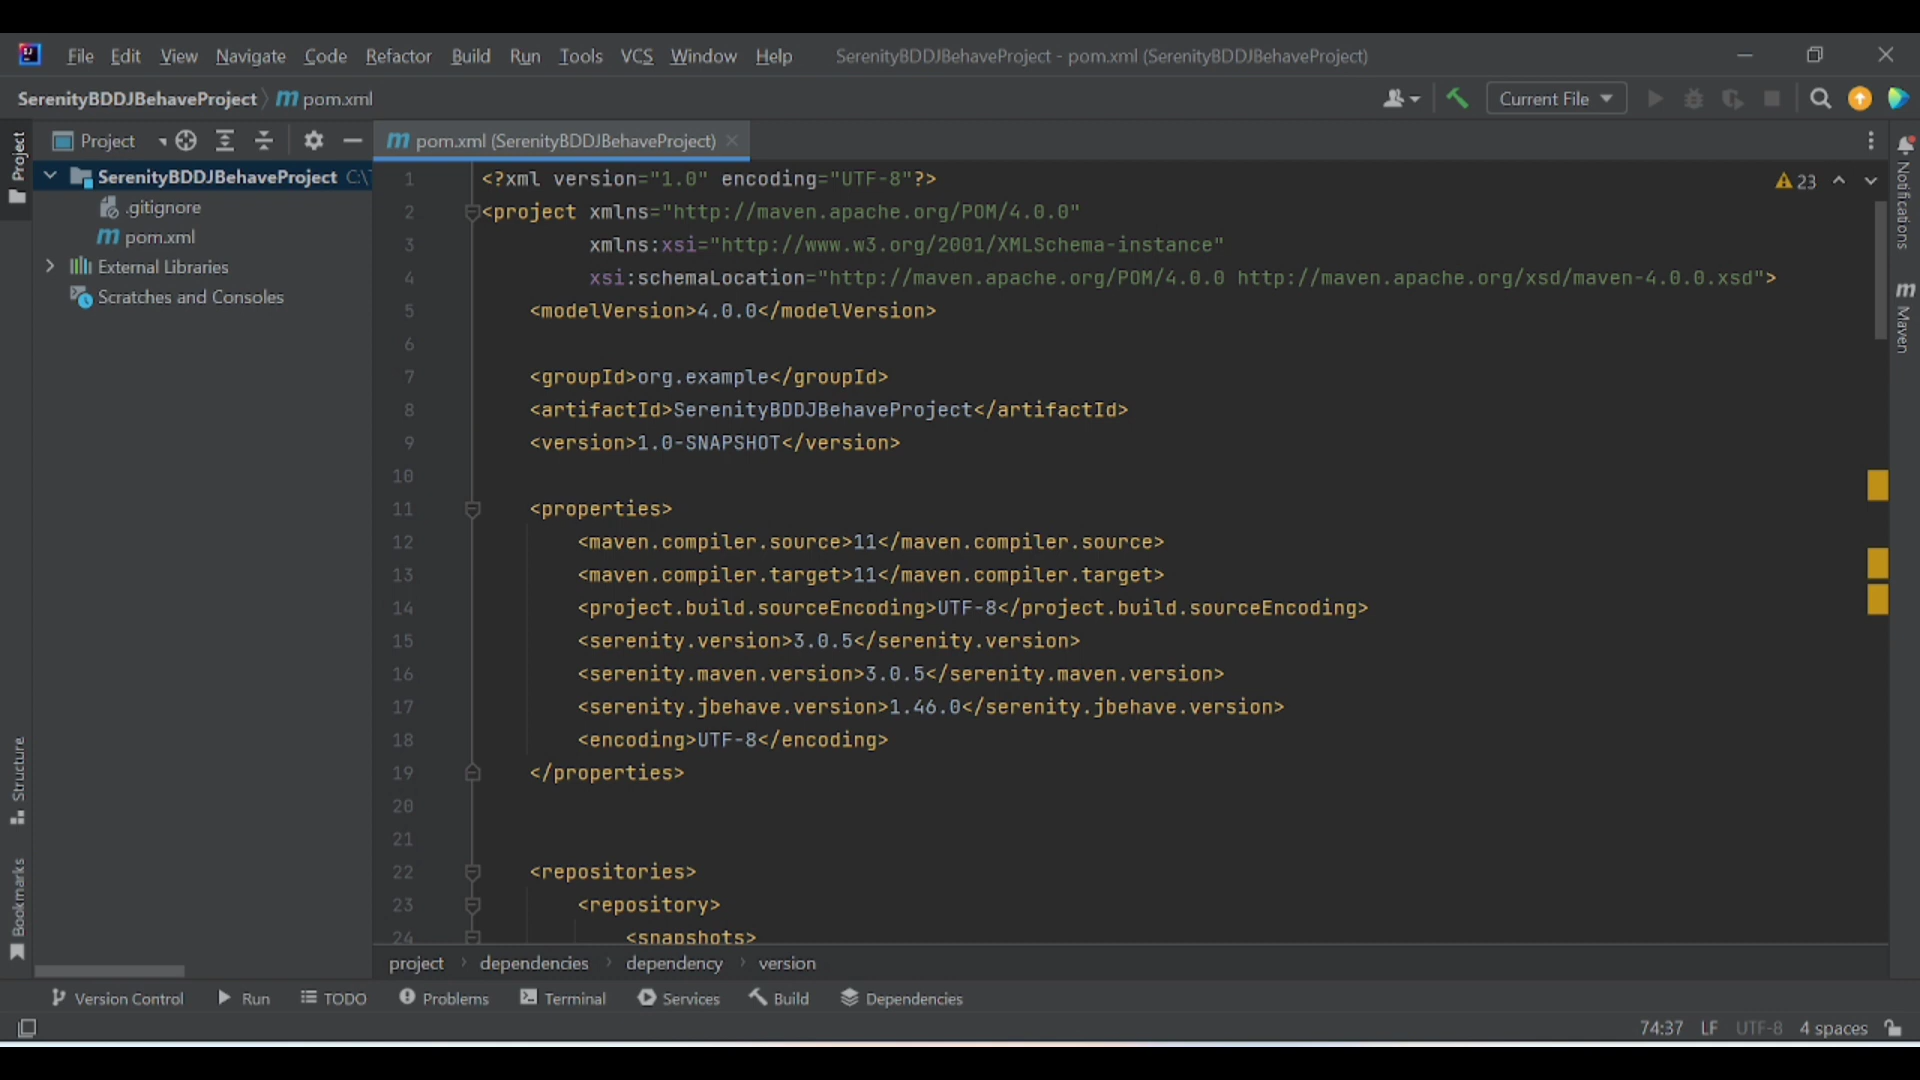 File Edit View Navigate Code Refactor Build Run Tools VCS Window Help SerenityBDDJBehaveProject - pom.xml (SerenityBDDJBehaveProject)
SerenityBDDJBehaveProject pom.xml Current File
Project pom.xml (SerenityBDDJBehaveProject)
Project
SerenityBDDJBehaveProject C:\
.gitignore
pom.xml
External Libraries
Scratches and Consoles
Structure
Bookmarks
1 <?xml version="1.0" encoding="UTF-8"?>
23
2 <project xmlns="http://maven.apache.org/POM/4.0.0"
3 xmlns:xsi="http://www.w3.org/2001/XMLSchema-instance"
4 xsi:schemaLocation="http://maven.apache.org/POM/4.0.0 http://maven.apache.org/xsd/maven-4.0.0.xsd">
5 <modelVersion>4.0.0</modelVersion>
6
7 <groupId>org.example</groupId>
8 <artifactId>SerenityBDDJBehaveProject</artifactId>
9 <version>1.0-SNAPSHOT</version>
10
11 <properties>
12 <maven.compiler.source>11</maven.compiler.source>
13 <maven.compiler.target>11</maven.compiler.target>
14 <project.build.sourceEncoding>UTF-8</project.build.sourceEncoding>
15 <serenity.version>3.0.5</serenity.version>
16 <serenity.maven.version>3.0.5</serenity.maven.version>
17 <serenity.jbehave.version>1.46.0</serenity.jbehave.version>
18 <encoding>UTF-8</encoding>
19 </properties>
20
21
22 <repositories>
23 <repository>
24 <snapshots>
Notifications
Maven
project dependencies dependency version
Version Control Run TODO Problems Terminal Services Build Dependencies
74:37 LF UTF-8 4 spaces